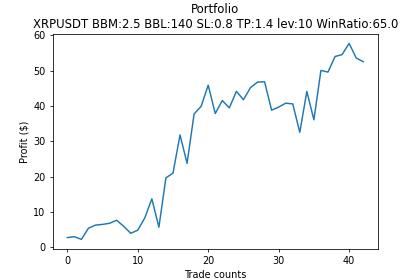 Portfolio
XRPUSDT BBM:2.5 BBL:140 SL:0.8 TP:1.4 lev:10 WinRatio:65.0
60
50
40
30
20
10
0
Profit ($)
0 10 20 30 40
Trade counts